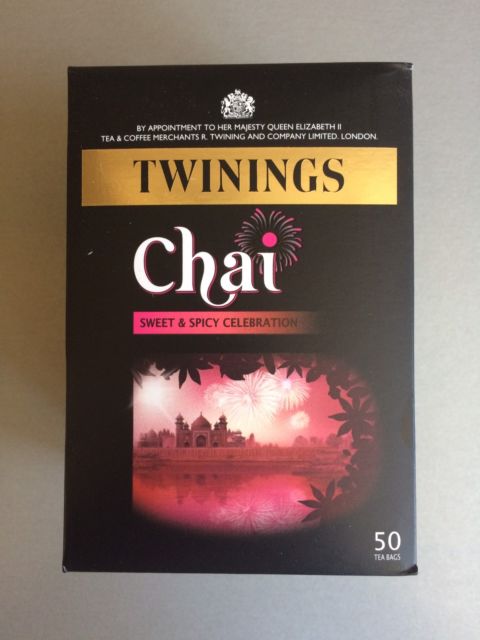 BY APPOINTMENT TO HER MAJESTY QUEEN ELIZABETH II
TEA & COFFEE MERCHANTS R. TWINING AND COMPANY LIMITED. LONDON.
TWININGS
Chai
SWEET & SPICY CELEBRATION
50
TEA BAGS